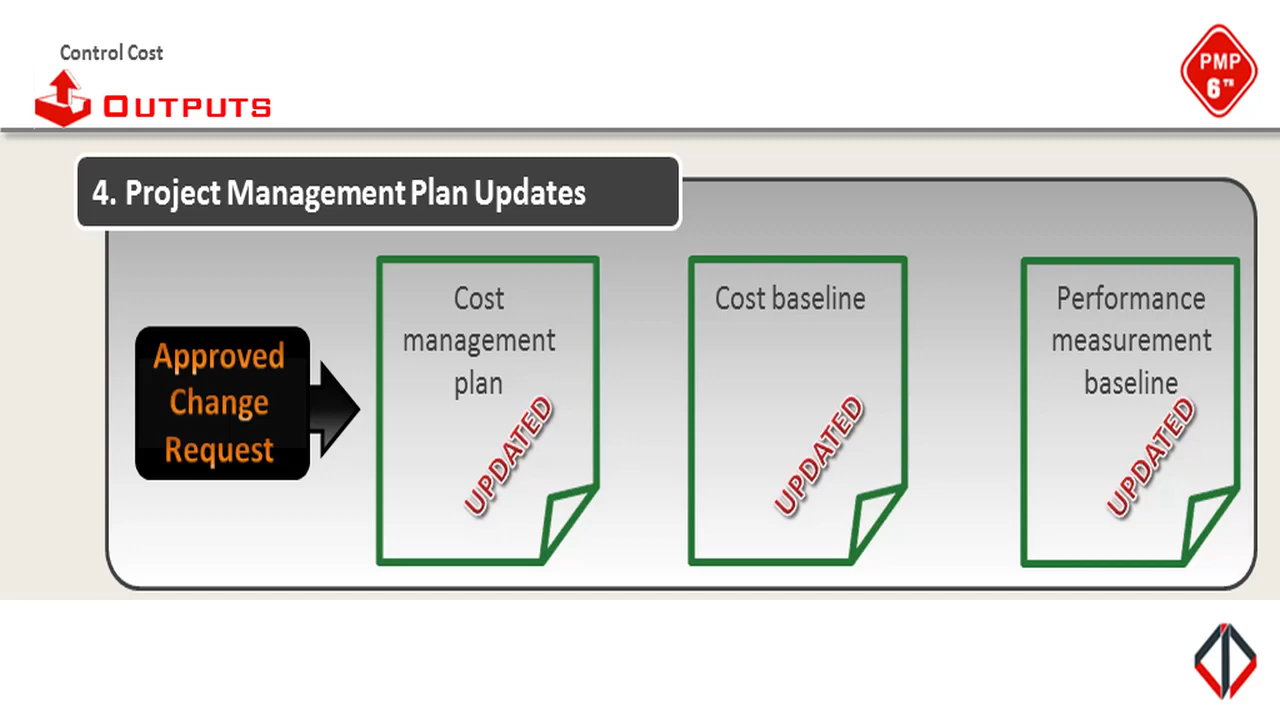 Control Cost
OUTPUTS
PMP
6TH
4. Project Management Plan Updates
Approved
Change
Request
Cost
management
plan
UPDATED
Cost baseline
UPDATED
Performance
measurement
baseline
UPDATED